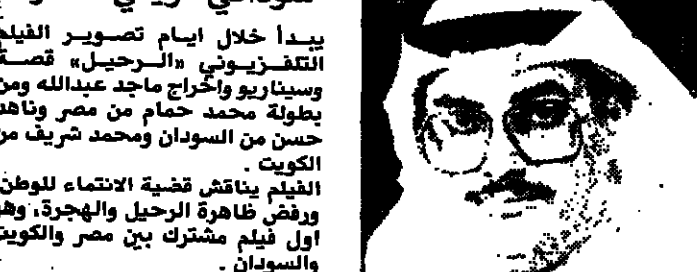 يبدأ خلال ايام تصوير الفيلم
التلفزيوني «الرحيل» قصة
وسيناريو واخراج ماجد عبدالله ومن
بطولة محمد حمام من مصر وناهد
حسن من السودان ومحمد شريف من
الكويت .
الفيلم يناقش قضية الانتماء للوطن
ورفض ظاهرة الرحيل والهجرة، وهو
اول فيلم مشترك بين مصر والكويت
والسودان .